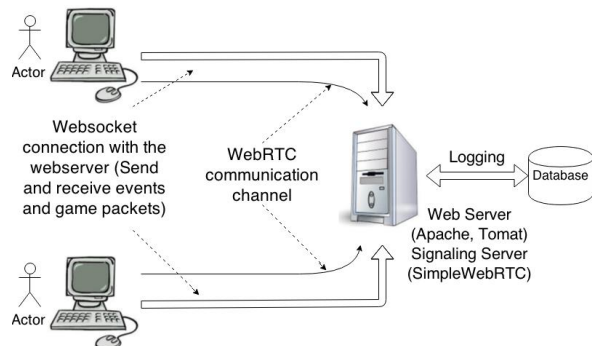 Actor
Websocket
connection with the
webserver (Send
and receive events
and game packets)
WebRTC
communication
channel
Logging
Database
Web Server
(Apache, Tomat)
Signaling Server
(SimpleWebRTC)
Actor